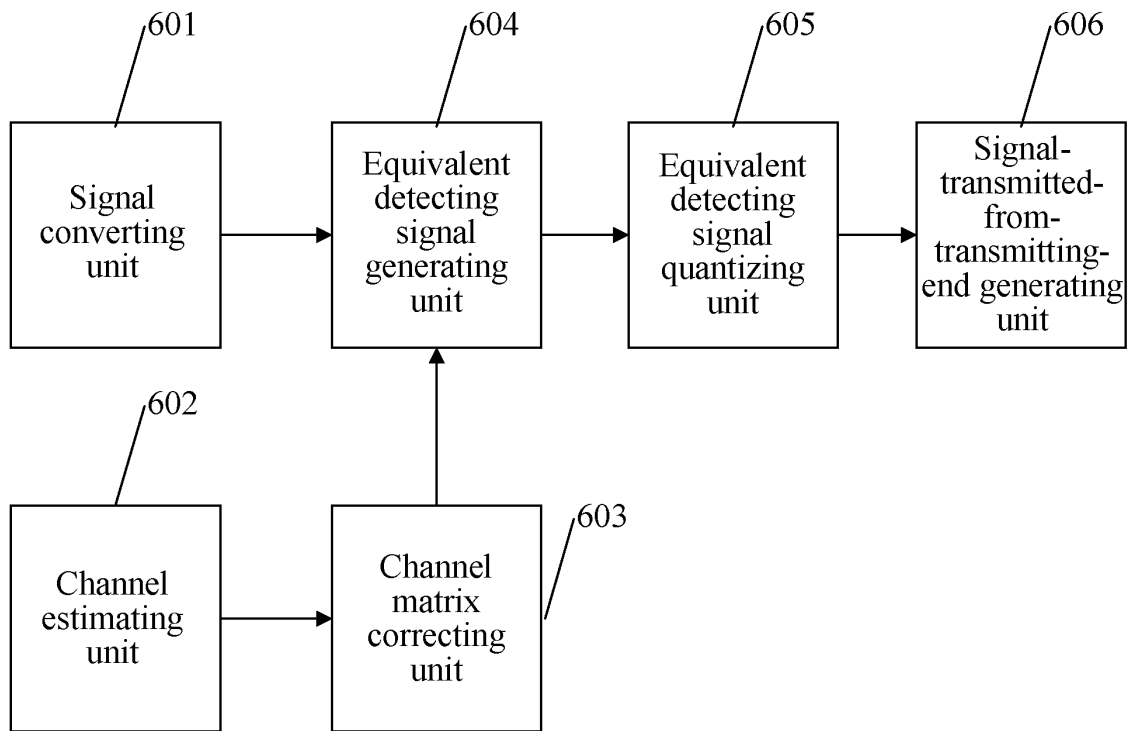 601
604
605
606
Signal
converting
unit
Equivalent
detecting
signal
generating
unit
Equivalent
detecting
signal
quantizing
unit
Signal-
transmitted-
from-
transmitting-
end generating
unit
602
603
Channel
estimating
unit
Channel
matrix
correcting
unit